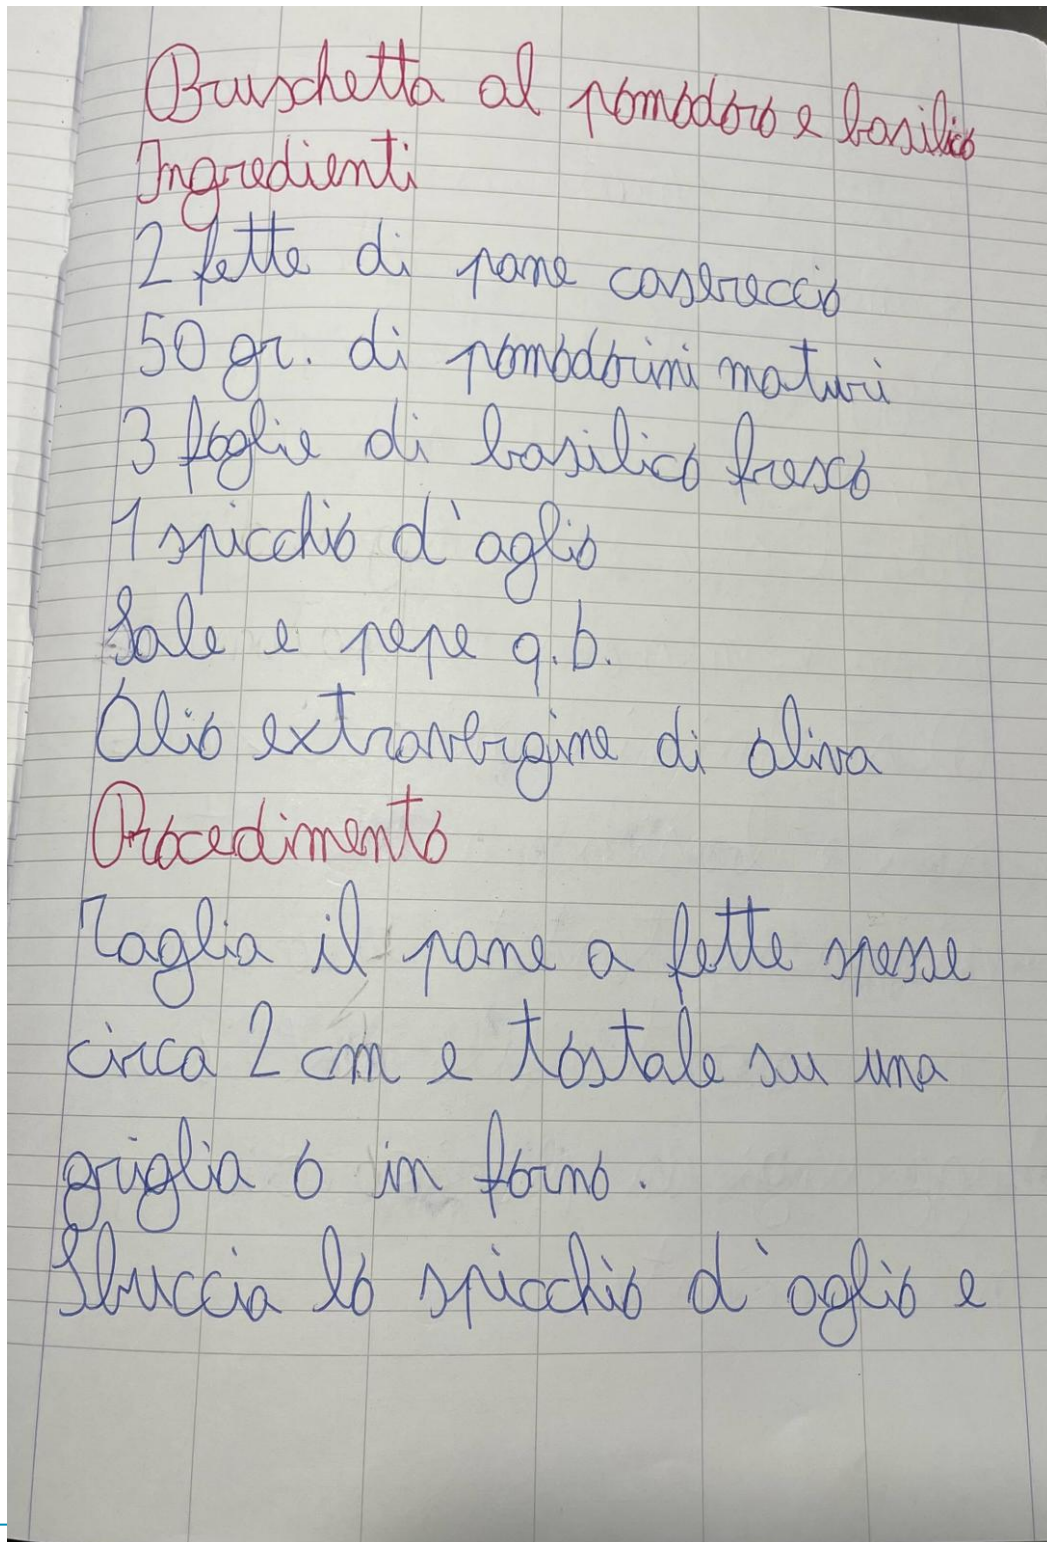 Bruschetta al pomodoro e basilico
Ingredienti
2 fette di pane casereccio
50 gr. di pomodorini maturi
3 foglie di basilico fresco
1 spicchio d'aglio
Sale e pepe q.b.
Olio extravergine di oliva
Procedimento
Taglia il pane a fette spesse
circa 2 cm e tostale su una
griglia o in forno.
Sbuccia lo spicchio d'aglio e